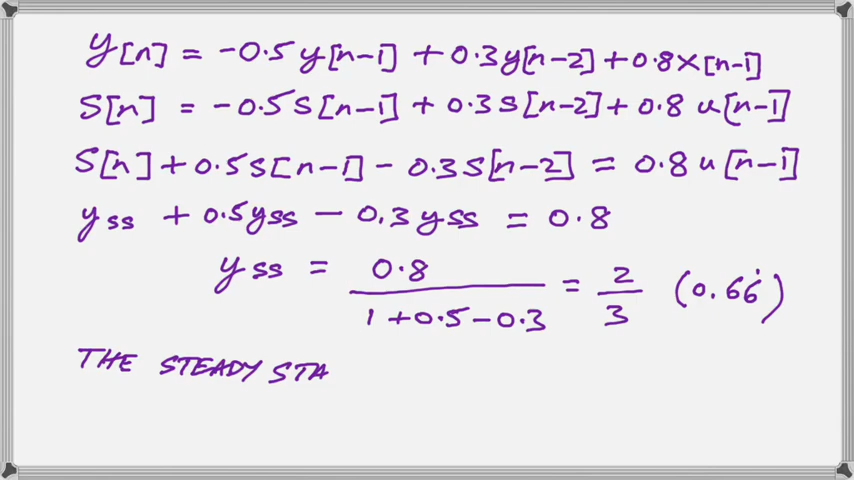 y[n] = -0.5y[n-1] + 0.3y[n-2] + 0.8x[n-1]
S[n] = -0.5S[n-1] + 0.3S[n-2] + 0.8u[n-1]
S[n] + 0.5S[n-1] - 0.3S[n-2] = 0.8u[n-1]
yss + 0.5yss - 0.3yss = 0.8
yss = 0.8 / 1+0.5-0.3 = 2/3 (0.66̇)
THE STEADY STA